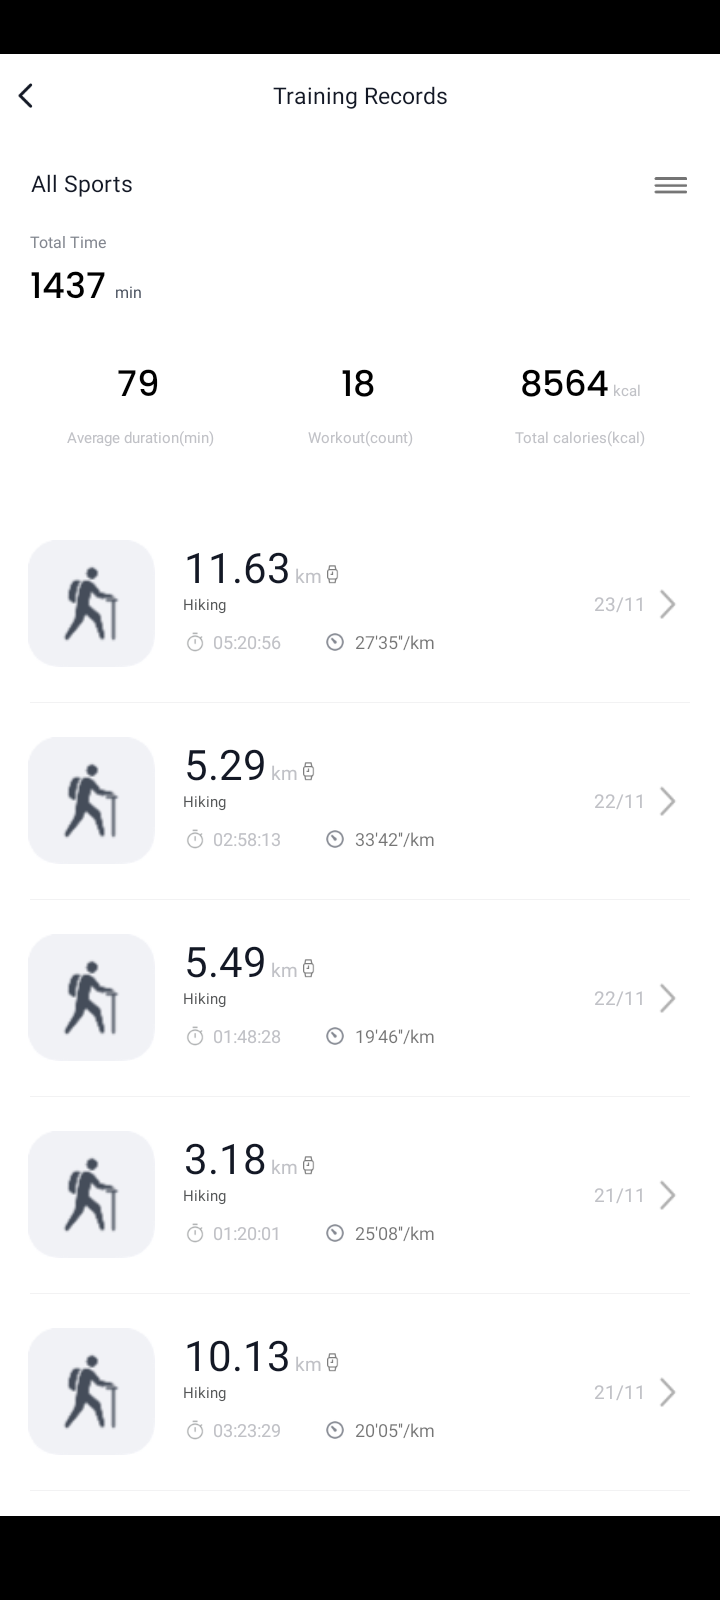 Training Records
All Sports
Total Time
1437 min
79 18 8564 kcal
Average duration(min) Workout(count) Total calories(kcal)
11.63 km
Hiking
23/11
05:20:56 27'35"/km
5.29 km
Hiking
22/11
02:58:13 33'42"/km
5.49 km
Hiking
22/11
01:48:28 19'46"/km
3.18 km
Hiking
21/11
01:20:01 25'08"/km
10.13 km
Hiking
21/11
03:23:29 20'05"/km